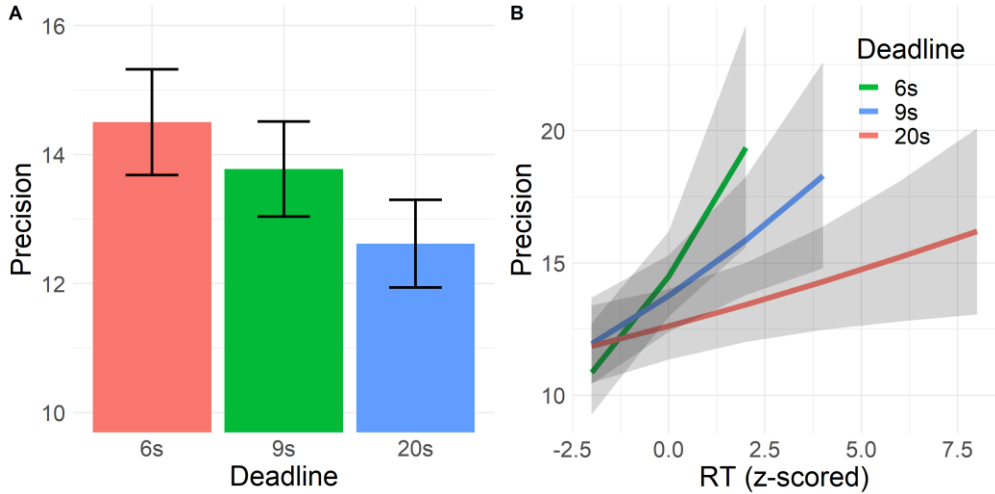 A
16
14
12
10
Precision
6s
9s
20s
Deadline
B
20
15
10
Precision
Deadline
6s
9s
20s
-2.5
0.0
2.5
5.0
7.5
RT (z-scored)